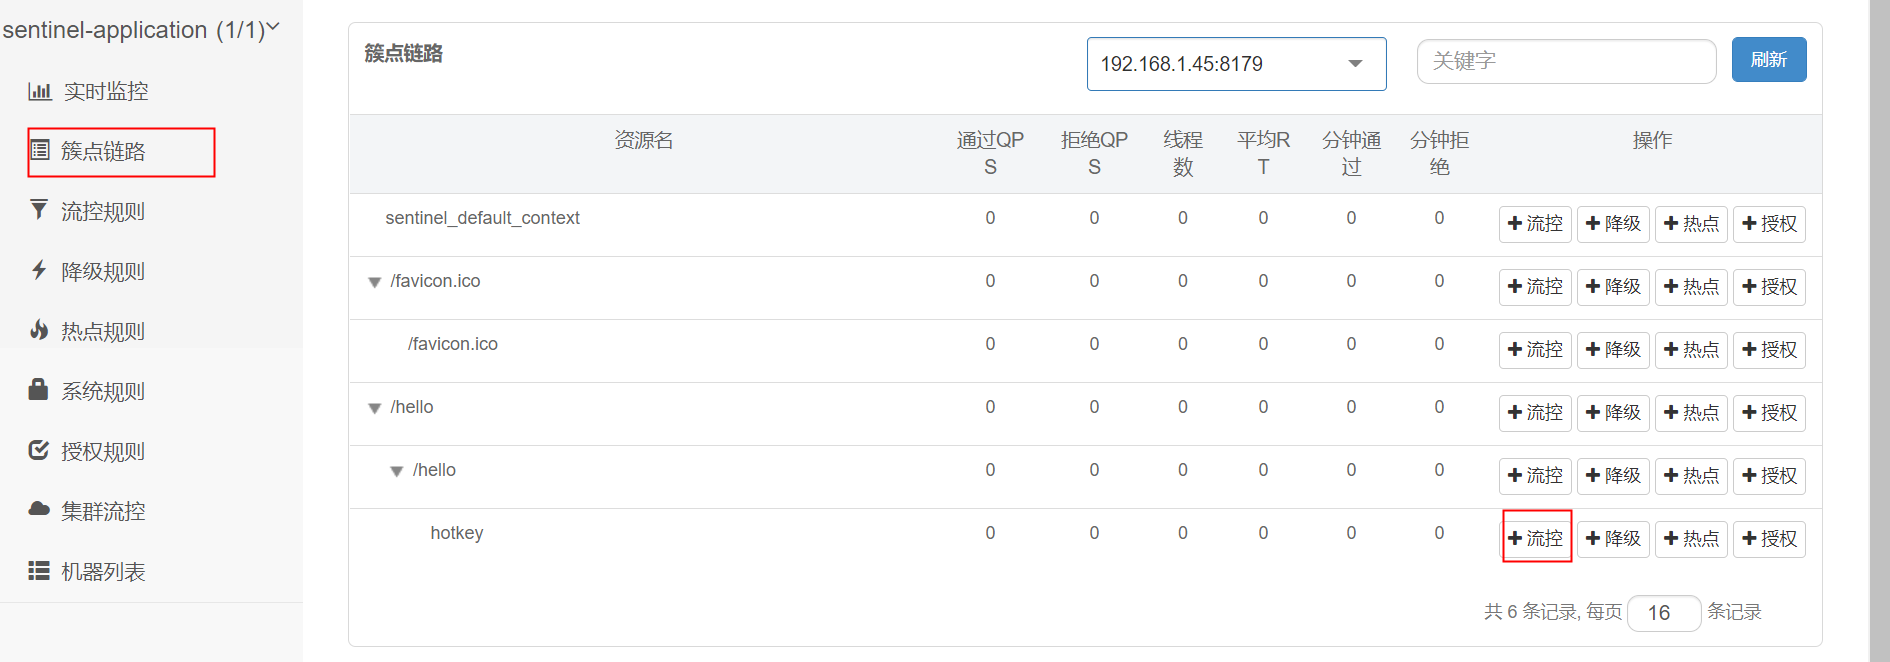 sentinel-application (1/1)
实时监控
簇点链路
流控规则
降级规则
热点规则
系统规则
授权规则
集群流控
机器列表
簇点链路
192.168.1.45:8179
关键字
刷新
资源名 通过QPS 拒绝QPS 线程数 平均RT 分钟通过 分钟拒绝 操作
sentinel_default_context 0 0 0 0 0 0 流控 降级 热点 授权
/favicon.ico 0 0 0 0 0 0 流控 降级 热点 授权
/favicon.ico 0 0 0 0 0 0 流控 降级 热点 授权
/hello 0 0 0 0 0 0 流控 降级 热点 授权
/hello 0 0 0 0 0 0 流控 降级 热点 授权
hotkey 0 0 0 0 0 0 流控 降级 热点 授权
共 6 条记录, 每页 16 条记录